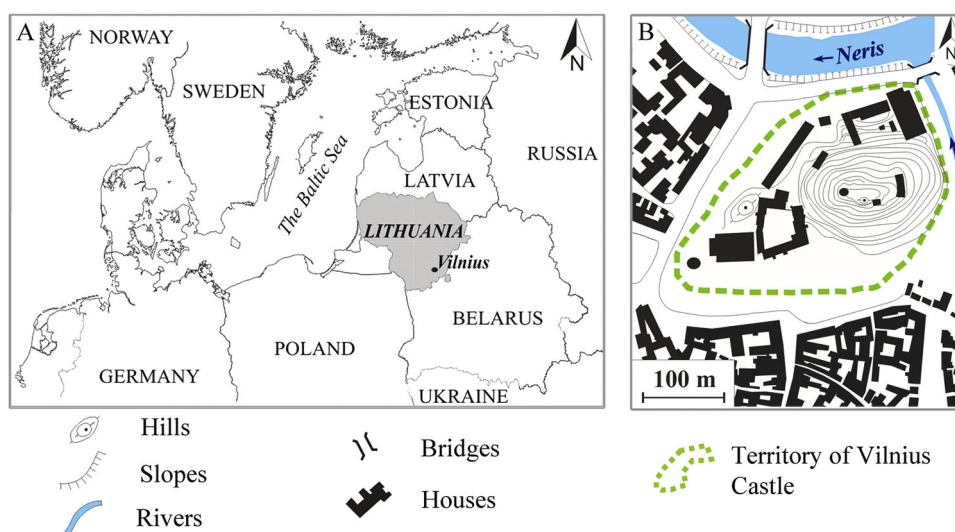 A
NORWAY
N
SWEDEN
ESTONIA
RUSSIA
The Baltic Sea
LATVIA
LITHUANIA
Vilnius
BELARUS
POLAND
GERMANY
UKRAINE
B
Neris
N
100 m
Hills
Slopes
Rivers
Bridges
Houses
Territory of Vilnius
Castle